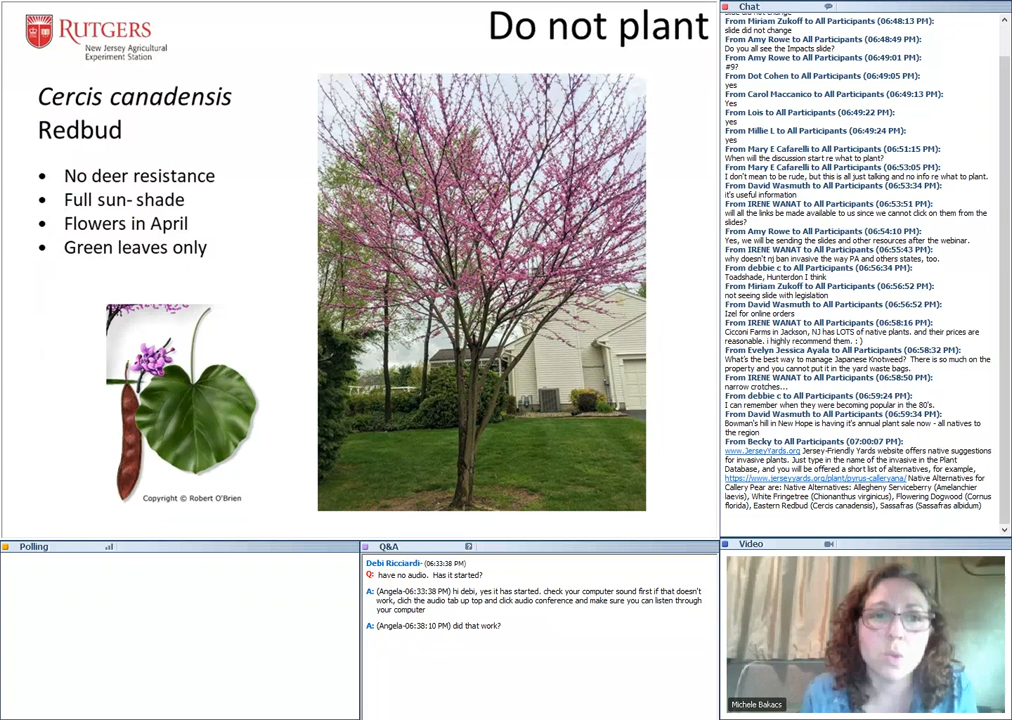 RUTGERS
New Jersey Agricultural
Experiment Station
Do not plant
Cercis canadensis
Redbud
• No deer resistance
• Full sun- shade
• Flowers in April
• Green leaves only
Copyright © Robert O'Brien
Chat
slide did not change
From Miriam Zukoff to All Participants (06:48:13 PM):
slide did not change
From Amy Rowe to All Participants (06:48:49 PM):
Do you all see the Impacts slide?
From Amy Rowe to All Participants (06:49:01 PM):
#9?
From Dot Cohen to All Participants (06:49:05 PM):
yes
From Carol Maccanico to All Participants (06:49:13 PM):
Yes
From Lois to All Participants (06:49:22 PM):
yes
From Millie L to All Participants (06:49:24 PM):
yes
From Mary E Cafarelli to All Participants (06:51:15 PM):
When will the discussion start re what to plant?
From Mary E Cafarelli to All Participants (06:53:05 PM):
I don't mean to be rude, but this is all just talking and no info re what to plant.
From David Wasmuth to All Participants (06:53:34 PM):
it's useful information
From IRENE WANAT to All Participants (06:53:51 PM):
will all the links be made available to us since we cannot click on them from the
slides?
From Amy Rowe to All Participants (06:54:10 PM):
Yes, we will be sending the slides and other resources after the webinar.
From IRENE WANAT to All Participants (06:55:43 PM):
why doesn't nj ban invasive the way PA and others states, too.
From debbie c to All Participants (06:56:34 PM):
Toadshade, Hunterdon I think
From Miriam Zukoff to All Participants (06:56:52 PM):
not seeing slide with legislation
From David Wasmuth to All Participants (06:56:52 PM):
Izel for online orders
From IRENE WANAT to All Participants (06:58:16 PM):
Cicconi Farms in Jackson, NJ has LOTS of native plants. and their prices are
reasonable. i highly recommend them. : )
From Evelyn Jessica Ayala to All Participants (06:58:32 PM):
What's the best way to manage Japanese Knotweed? There is so much on the
property and you cannot put it in the yard waste bags.
From IRENE WANAT to All Participants (06:58:50 PM):
narrow crotches...
From debbie c to All Participants (06:59:24 PM):
I can remember when they were becoming popular in the 80's.
From David Wasmuth to All Participants (06:59:34 PM):
Bowman's hill in New Hope is having it's annual plant sale now - all natives to
the region
From Becky to All Participants (07:00:07 PM):
www.JerseyYards.org Jersey-Friendly Yards website offers native suggestions
for invasive plants. Just type in the name of the invasive in the Plant
Database, and you will be offered a short list of alternatives, for example,
https://www.jerseyyards.org/plant/pyrus-calleryana/ Native Alternatives for
Callery Pear are: Native Alternatives: Allegheny Serviceberry (Amelanchier
laevis), White Fringetree (Chionanthus virginicus), Flowering Dogwood (Cornus
florida), Eastern Redbud (Cercis canadensis), Sassafras (Sassafras albidum)
Polling
Q&A
Debi Ricciardi- (06:33:38 PM)
Q: have no audio. Has it started?
A: (Angela-06:33:38 PM) hi debi, yes it has started. check your computer sound first if that doesn't
work, clich the audio tab up top and click audio conference and make sure you can listen through
your computer
A: (Angela-06:38:10 PM) did that work?
Video
Michele Bakacs